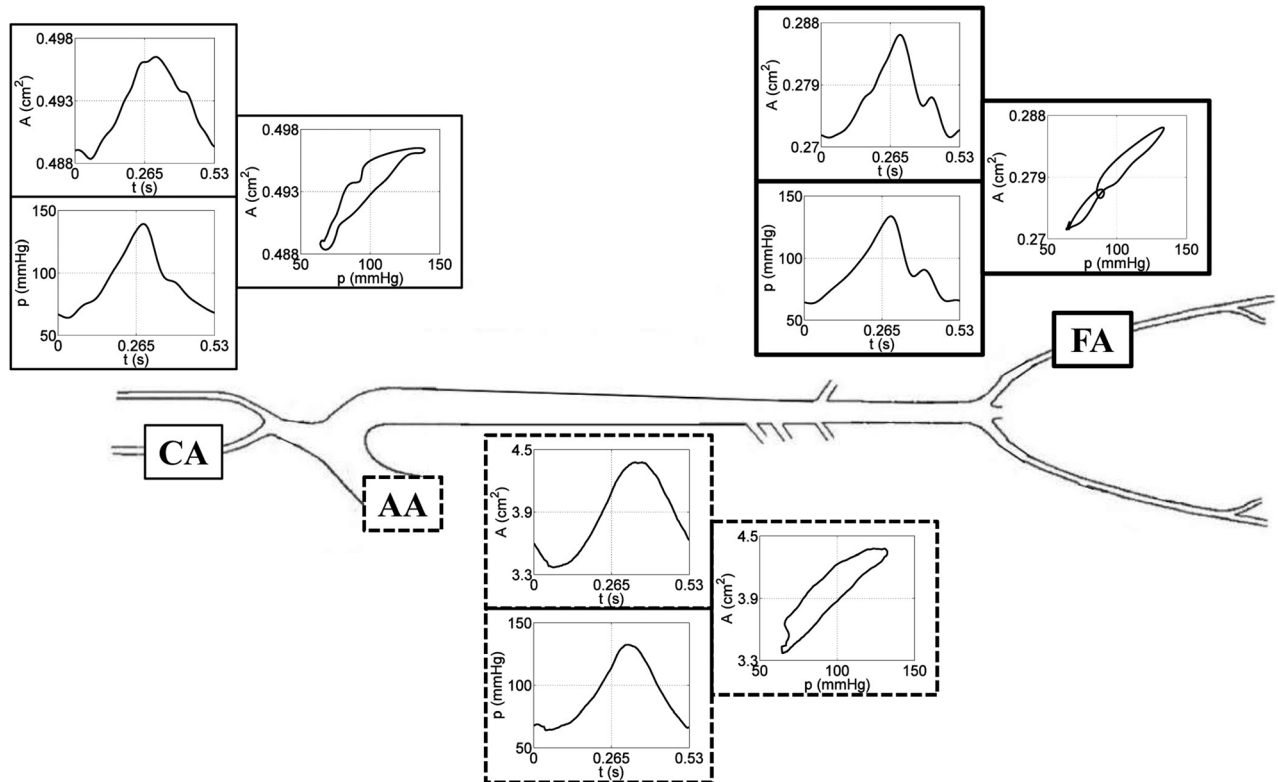 0.498
0.493
0.488
A (cm²)
0 0.265 0.53
t (s)
150
100
50
p (mmHg)
0 0.265 0.53
t (s)
0.498
0.493
0.488
A (cm²)
50 100 150
p (mmHg)
0.288
0.279
0.27
A (cm²)
0 0.265 0.53
t (s)
150
100
50
p (mmHg)
0 0.265 0.53
t (s)
0.288
0.279
0.27
A (cm²)
50 100 150
p (mmHg)
FA
CA
AA
4.5
3.9
3.3
A (cm²)
0 0.265 0.53
t (s)
150
100
50
p (mmHg)
0 0.265 0.53
t (s)
4.5
3.9
3.3
A (cm²)
50 100 150
p (mmHg)